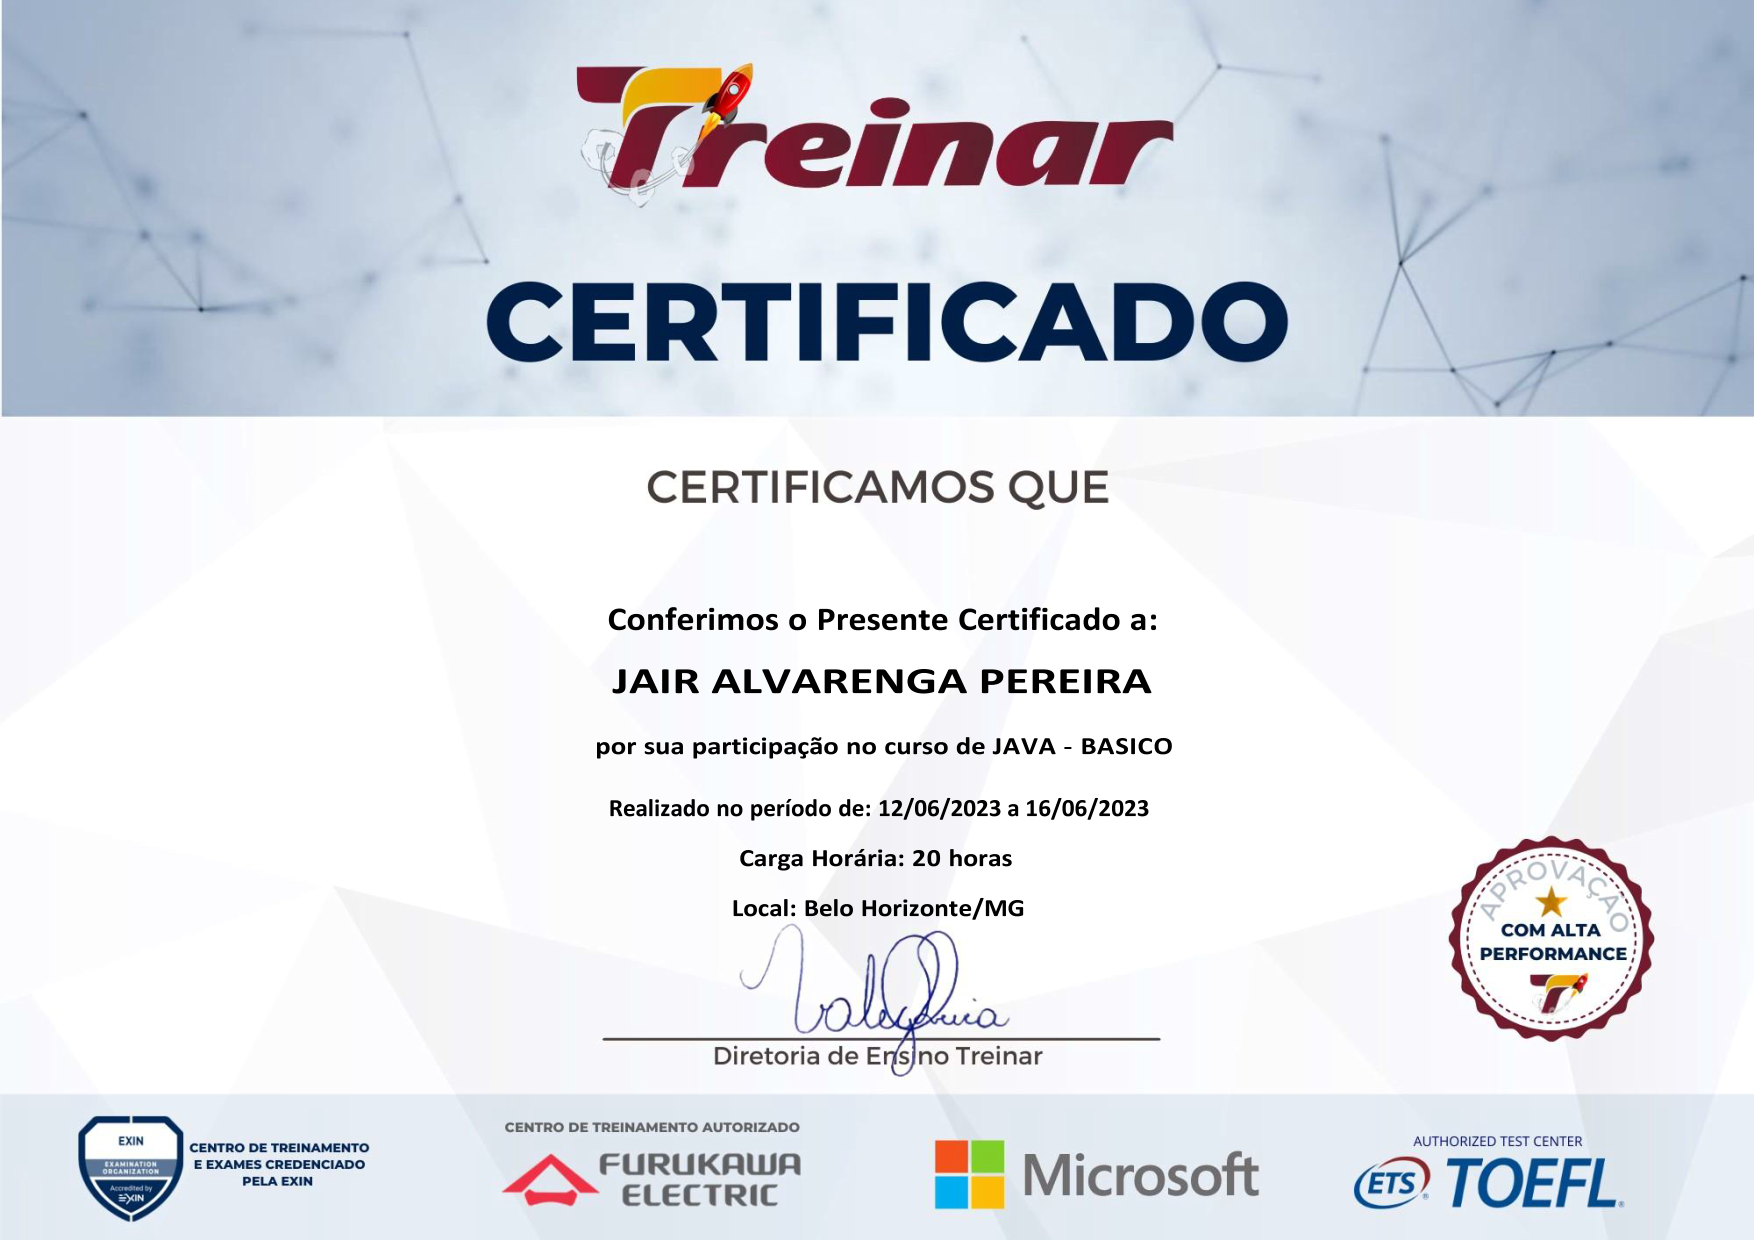 Treinar
CERTIFICADO
CERTIFICAMOS QUE
Conferimos o Presente Certificado a:
JAIR ALVARENGA PEREIRA
por sua participação no curso de JAVA - BASICO
Realizado no período de: 12/06/2023 a 16/06/2023
Carga Horária: 20 horas
Local: Belo Horizonte/MG
Diretoria de Ensino Treinar
APROVAÇÃO
COM ALTA
PERFORMANCE
EXIN
EXAMINATION
ORGANIZATION
Accredited by
EXIN
CENTRO DE TREINAMENTO
E EXAMES CREDENCIADO
PELA EXIN
CENTRO DE TREINAMENTO AUTORIZADO
FURUKAWA
ELECTRIC
Microsoft
AUTHORIZED TEST CENTER
ETS® TOEFL®